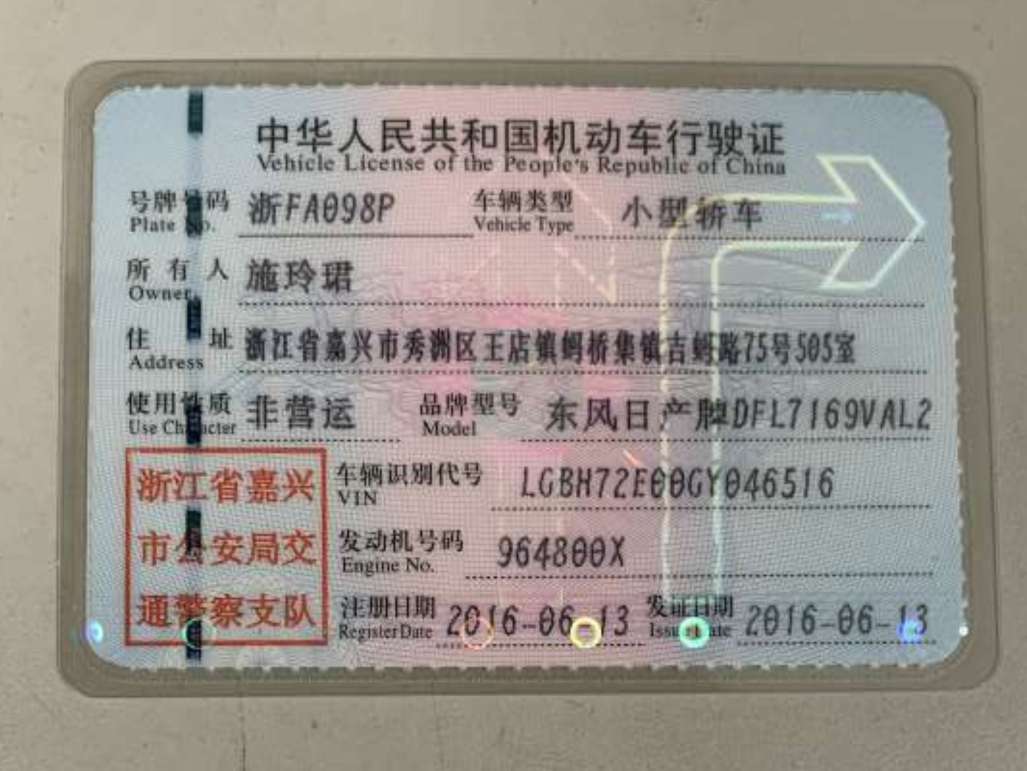 中华人民共和国机动车行驶证
Vehicle License of the People's Republic of China
号牌号码 浙FA098P 车辆类型 小型轿车
Plate No. Vehicle Type
所有人 施玲珺
Owner
住址 浙江省嘉兴市秀洲区王店镇蚂桥集镇吉蚂路75号505室
Address
使用性质 非营运 品牌型号 东风日产牌DFL7169VAL2
Use Character Model
浙江省嘉兴 车辆识别代号 LGBH72E00GY046516
VIN
市公安局交 发动机号码 964800X
Engine No.
通警察支队 注册日期 2016-06-13 发证日期 2016-06-13
Register Date Issue Date